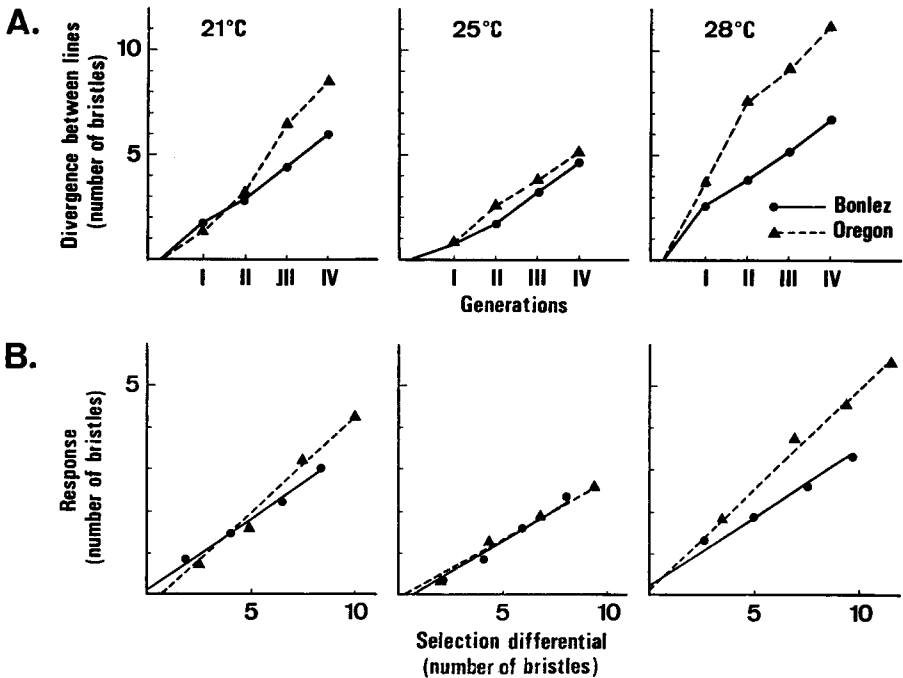 A.
21°C
25°C
28°C
Divergence between lines
(number of bristles)
10
5
Bonlez
Oregon
I II III IV
I II III IV
I II III IV
Generations
B.
Response
(number of bristles)
5
5 10
5 10
5 10
Selection differential
(number of bristles)